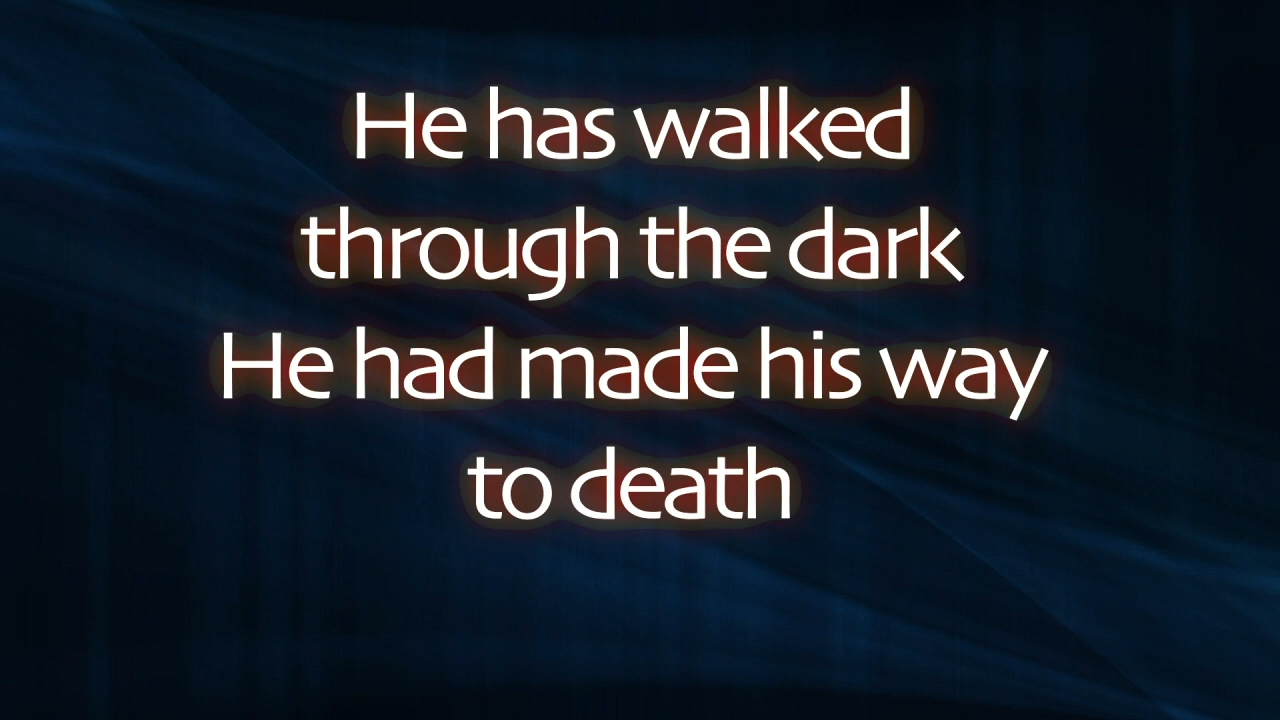 He has walked
through the dark
He had made his way
to death